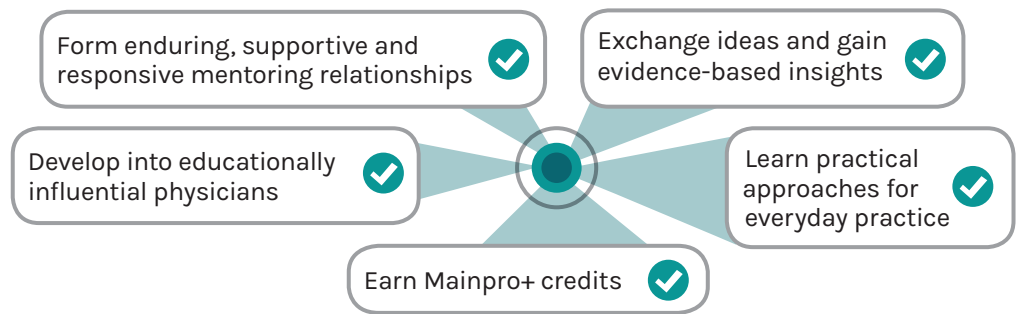 Form enduring, supportive and
responsive mentoring relationships
Exchange ideas and gain
evidence-based insights
Develop into educationally
influential physicians
Learn practical
approaches for
everyday practice
Earn Mainpro+ credits